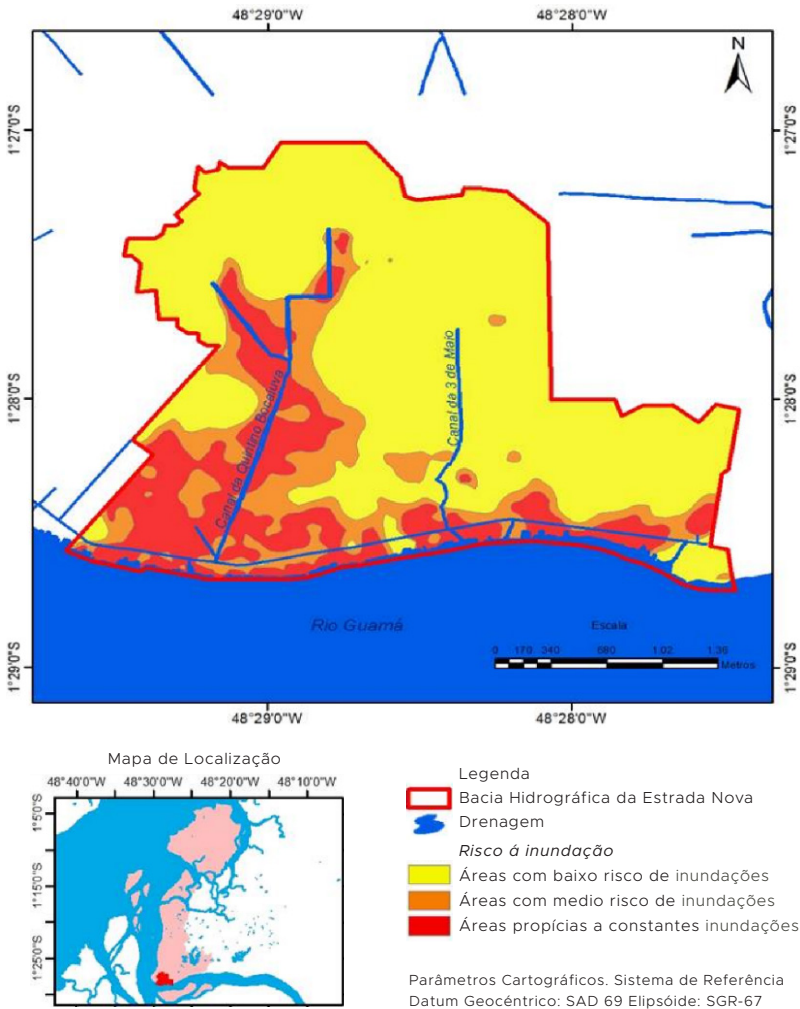 48°29'0"W 48°28'0"W
N
1°27'0"S 1°27'0"S
Canal da Quintino Bocaiuva
Canal da 3 de Maio
1°28'0"S 1°28'0"S
Rio Guamá
Escala
0 170 340 680 1.02 1.36
Metros
1°29'0"S 1°29'0"S
48°29'0"W 48°28'0"W
Mapa de Localização
48°40'0"W 48°30'0"W 48°20'0"W 48°10'0"W
1°5'0"S
1°15'0"S
1°25'0"S
Legenda
Bacia Hidrográfica da Estrada Nova
Drenagem
Risco á inundação
Áreas com baixo risco de inundações
Áreas com medio risco de inundações
Áreas propícias a constantes inundações
Parâmetros Cartográficos. Sistema de Referência
Datum Geocéntrico: SAD 69 Elipsóide: SGR-67